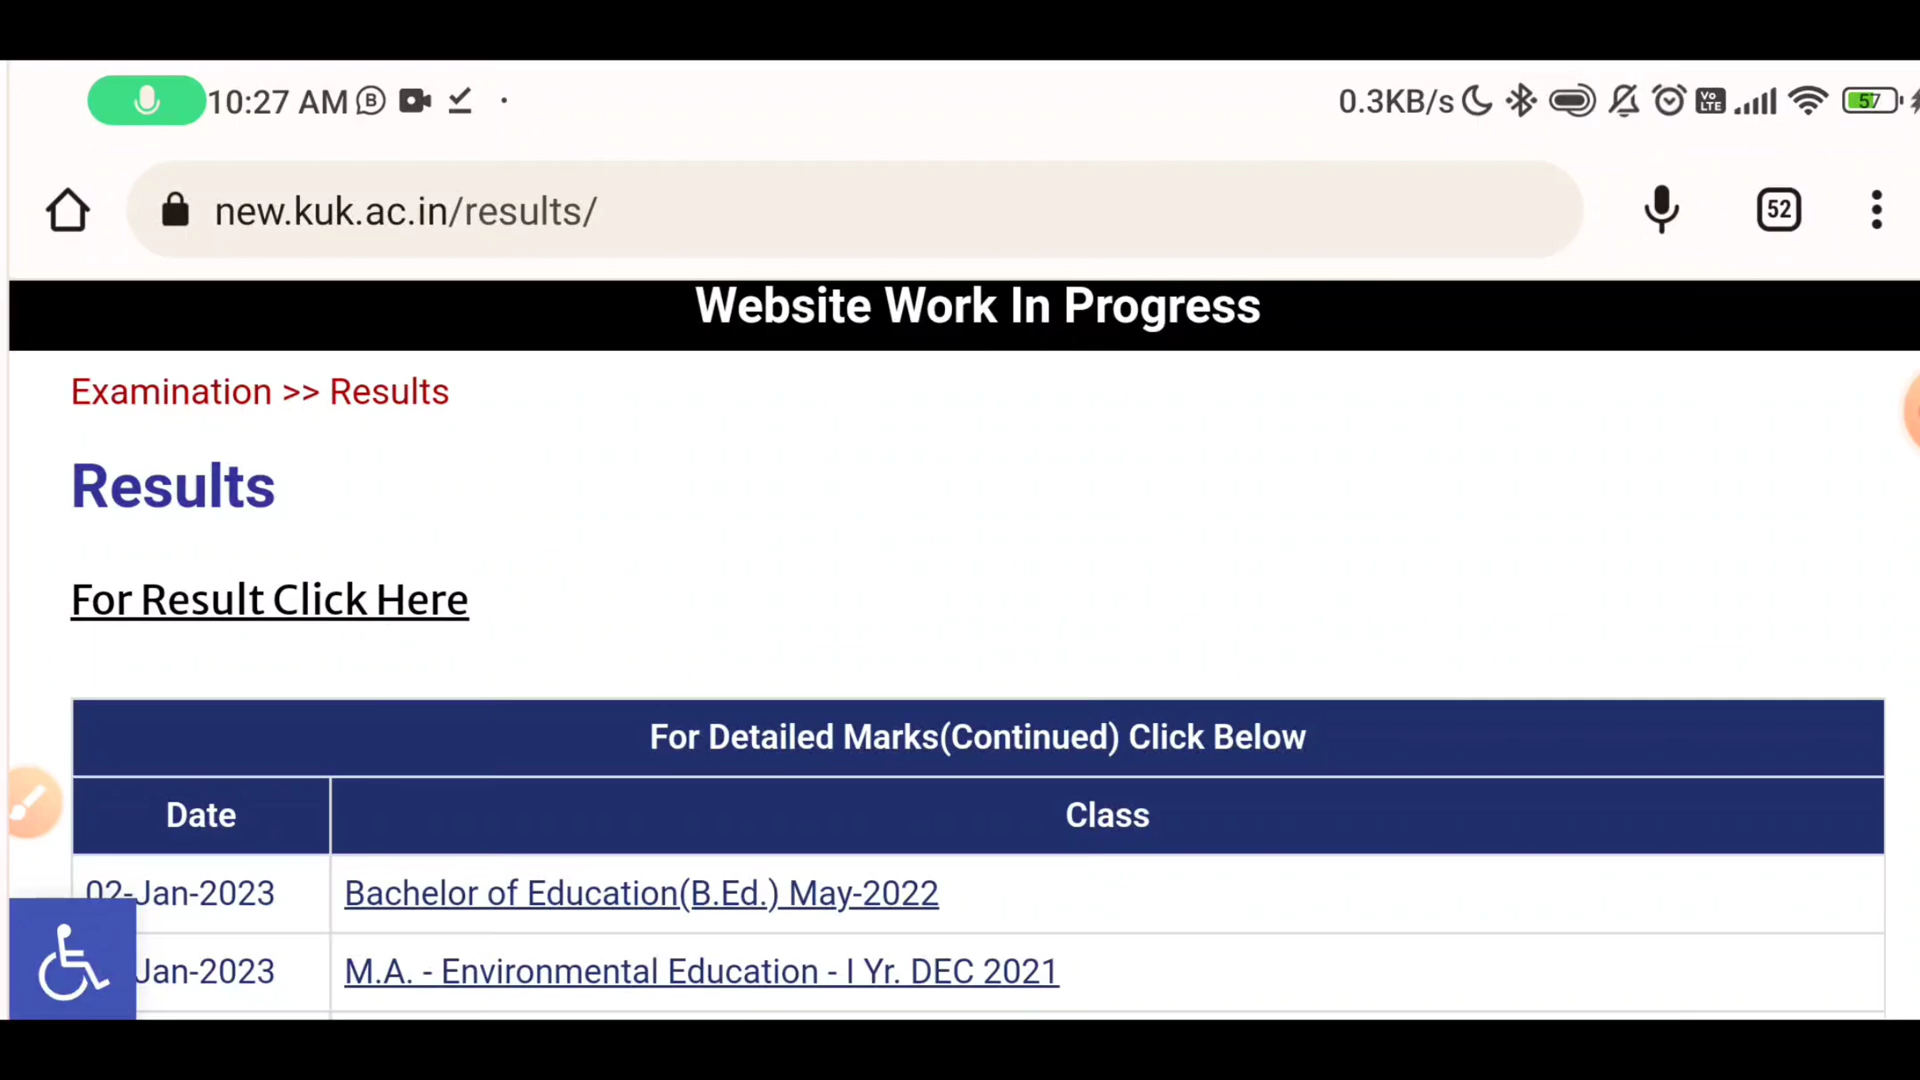 10:27 AM
0.3KB/s
Vo LTE
57
new.kuk.ac.in/results/
52
Website Work In Progress
Examination >> Results
Results
For Result Click Here
For Detailed Marks(Continued) Click Below
Date Class
02-Jan-2023 Bachelor of Education(B.Ed.) May-2022
Jan-2023 M.A. - Environmental Education - I Yr. DEC 2021